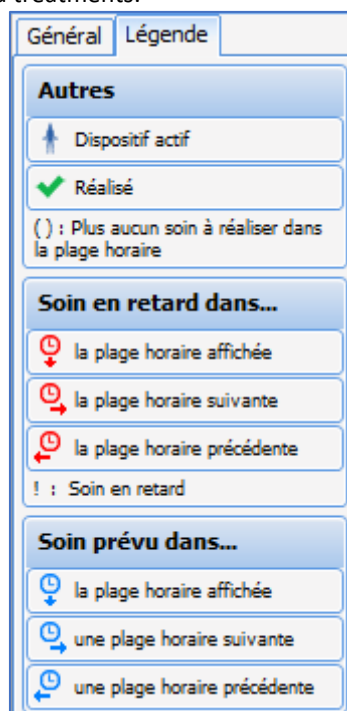 treatments.
Général Légende
Autres
Dispositif actif
Réalisé
( ) : Plus aucun soin à réaliser dans
la plage horaire
Soin en retard dans...
la plage horaire affichée
la plage horaire suivante
la plage horaire précédente
! : Soin en retard
Soin prévu dans...
la plage horaire affichée
une plage horaire suivante
une plage horaire précédente